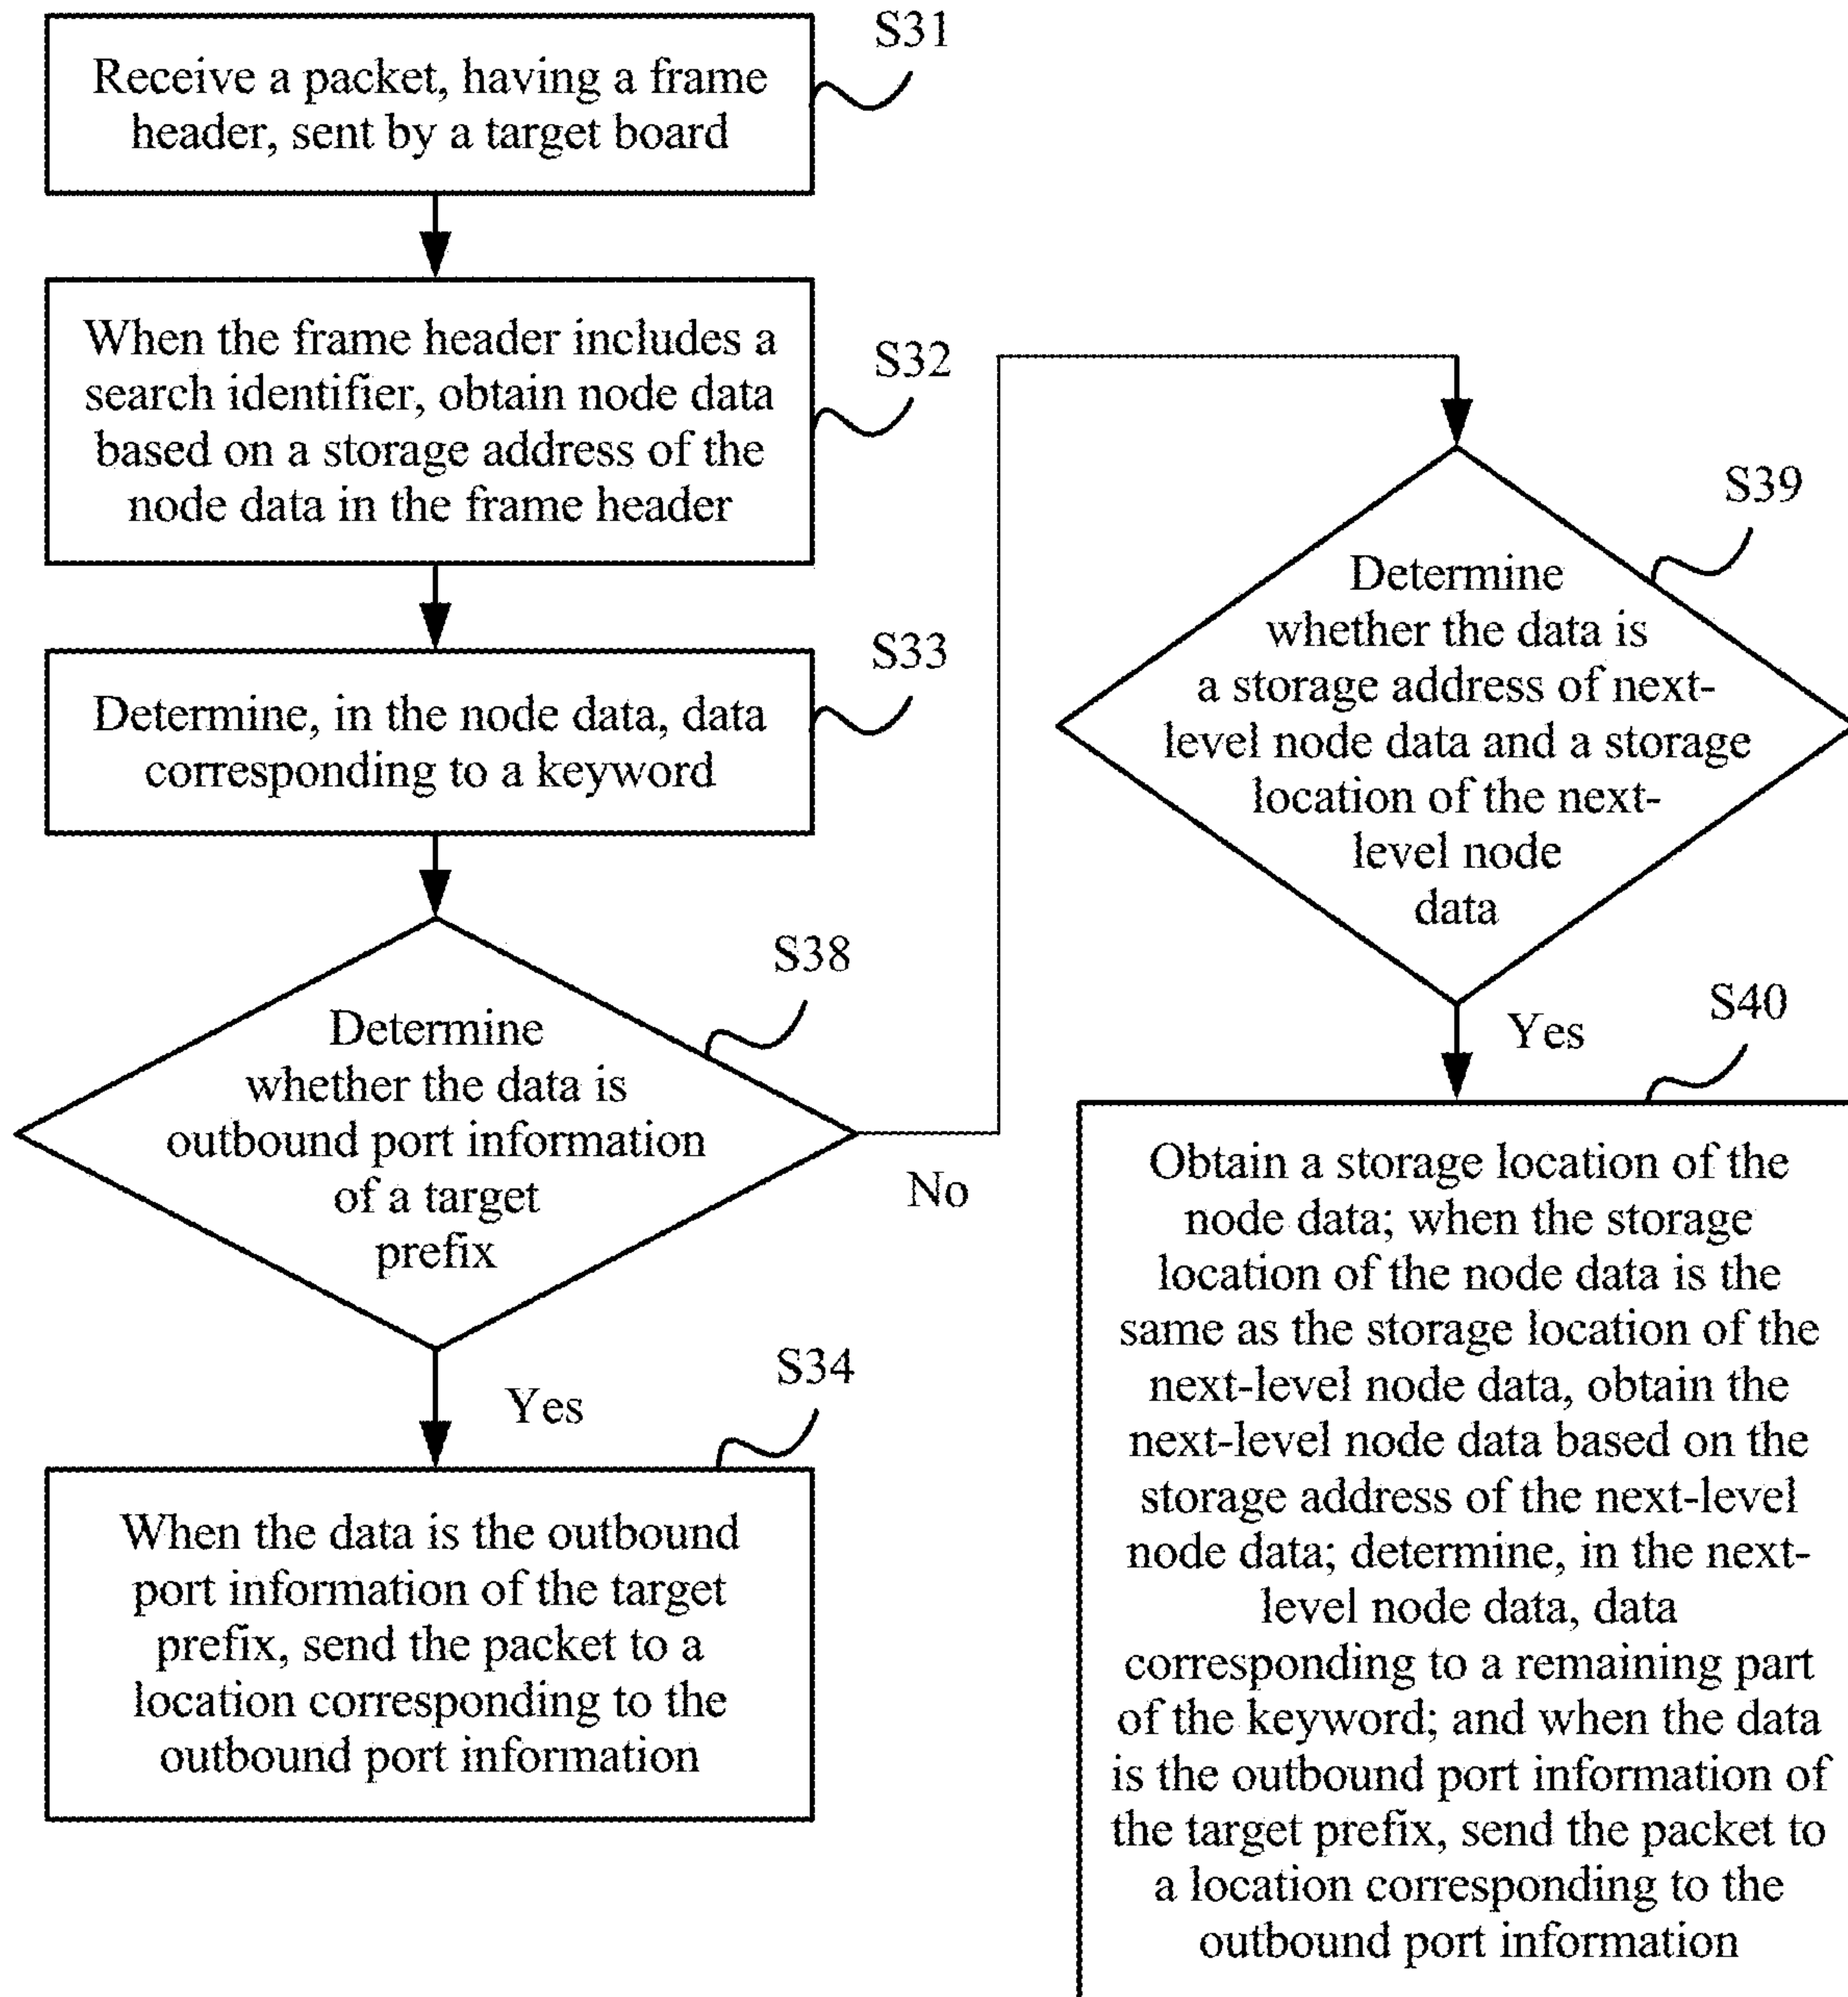 S31
Receive a packet, having a frame
header, sent by a target board
S32
When the frame header includes a
search identifier, obtain node data
based on a storage address of the
node data in the frame header
S33
Determine, in the node data, data
corresponding to a keyword
S38
Determine
whether the data is
outbound port information
of a target
prefix
No
Yes
S34
When the data is the outbound
port information of the target
prefix, send the packet to a
location corresponding to the
outbound port information
S39
Determine
whether the data is
a storage address of next-
level node data and a storage
location of the next-
level node
data
Yes
S40
Obtain a storage location of the
node data; when the storage
location of the node data is the
same as the storage location of the
next-level node data, obtain the
next-level node data based on the
storage address of the next-level
node data; determine, in the next-
level node data, data
corresponding to a remaining part
of the keyword; and when the data
is the outbound port information of
the target prefix, send the packet to
a location corresponding to the
outbound port information